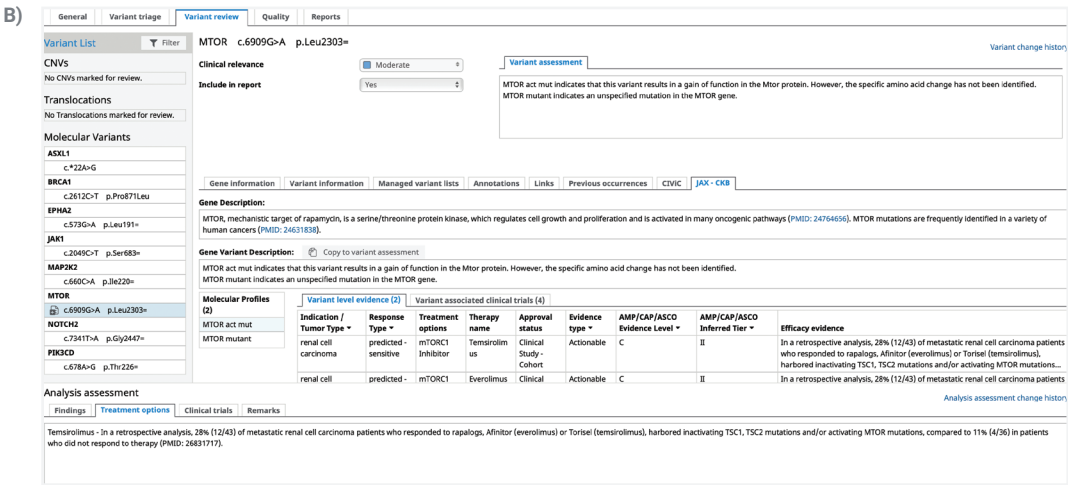 B)
General Variant triage Variant review Quality Reports
Variant List Filter
CNVs
No CNVs marked for review.
Translocations
No Translocations marked for review.
Molecular Variants
ASXL1
c.*22A>G
BRCA1
c.2612C>T p.Pro871Leu
EPHA2
c.573G>A p.Leu191=
JAK1
c.2049C>T p.Ser683=
MAP2K2
c.660C>A p.Ile220=
MTOR
c.6909G>A p.Leu2303=
NOTCH2
c.7341T>A p.Gly2447=
PIK3CD
c.678A>G p.Thr226=
MTOR c.6909G>A p.Leu2303=
Variant change history
Clinical relevance Moderate
Include in report Yes
Variant assessment
MTOR act mut indicates that this variant results in a gain of function in the Mtor protein. However, the specific amino acid change has not been identified.
MTOR mutant indicates an unspecified mutation in the MTOR gene.
Gene information Variant information Managed variant lists Annotations Links Previous occurrences CIViC JAX - CKB
Gene Description:
MTOR, mechanistic target of rapamycin, is a serine/threonine protein kinase, which regulates cell growth and proliferation and is activated in many oncogenic pathways (PMID: 24764656). MTOR mutations are frequently identified in a variety of
human cancers (PMID: 24631838).
Gene Variant Description: Copy to variant assessment
MTOR act mut indicates that this variant results in a gain of function in the Mtor protein. However, the specific amino acid change has not been identified.
MTOR mutant indicates an unspecified mutation in the MTOR gene.
Molecular Profiles
(2)
MTOR act mut
MTOR mutant
Variant level evidence (2) Variant associated clinical trials (4)
Indication / Response Treatment Therapy Approval Evidence AMP/CAP/ASCO AMP/CAP/ASCO
Tumor Type Type options name status type Evidence Level Inferred Tier Efficacy evidence
renal cell predicted - mTORC1 Temsirolim Clinical Actionable C II In a retrospective analysis, 28% (12/43) of metastatic renal cell carcinoma patients
carcinoma sensitive Inhibitor us Study - who responded to rapalogs, Afinitor (everolimus) or Torisel (temsirolimus),
Cohort harbored inactivating TSC1, TSC2 mutations and/or activating MTOR mutations...
renal cell predicted - mTORC1 Everolimus Clinical Actionable C II In a retrospective analysis, 28% (12/43) of metastatic renal cell carcinoma patients
Analysis assessment
Analysis assessment change history
Findings Treatment options Clinical trials Remarks
Temsirolimus - In a retrospective analysis, 28% (12/43) of metastatic renal cell carcinoma patients who responded to rapalogs, Afinitor (everolimus) or Torisel (temsirolimus), harbored inactivating TSC1, TSC2 mutations and/or activating MTOR mutations, compared to 11% (4/36) in patients
who did not respond to therapy (PMID: 26831717).